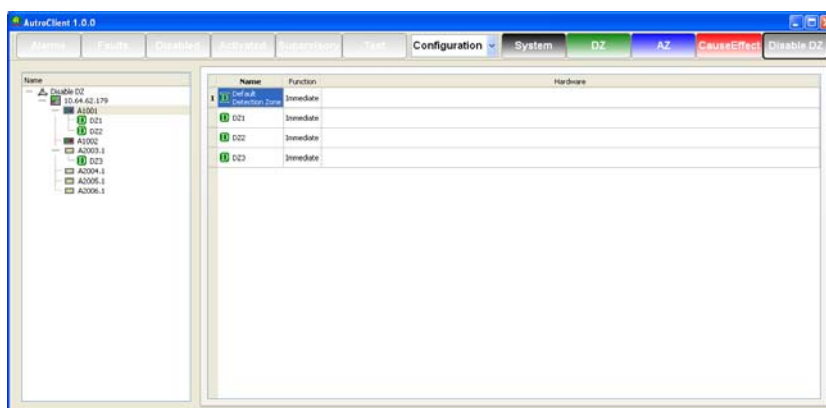 AutroClient 1.0.0
Alarms Faults Disabled Activated Supervisory Test Configuration System DZ AZ CauseEffect Disable DZ
Name
Disable DZ
10.64.62.179
A1001
DZ1
DZ2
A1002
A2003.1
DZ3
A2004.1
A2005.1
A2006.1
Name Function Hardware
1 Default Detection Zone Immediate
DZ1 Immediate
DZ2 Immediate
DZ3 Immediate